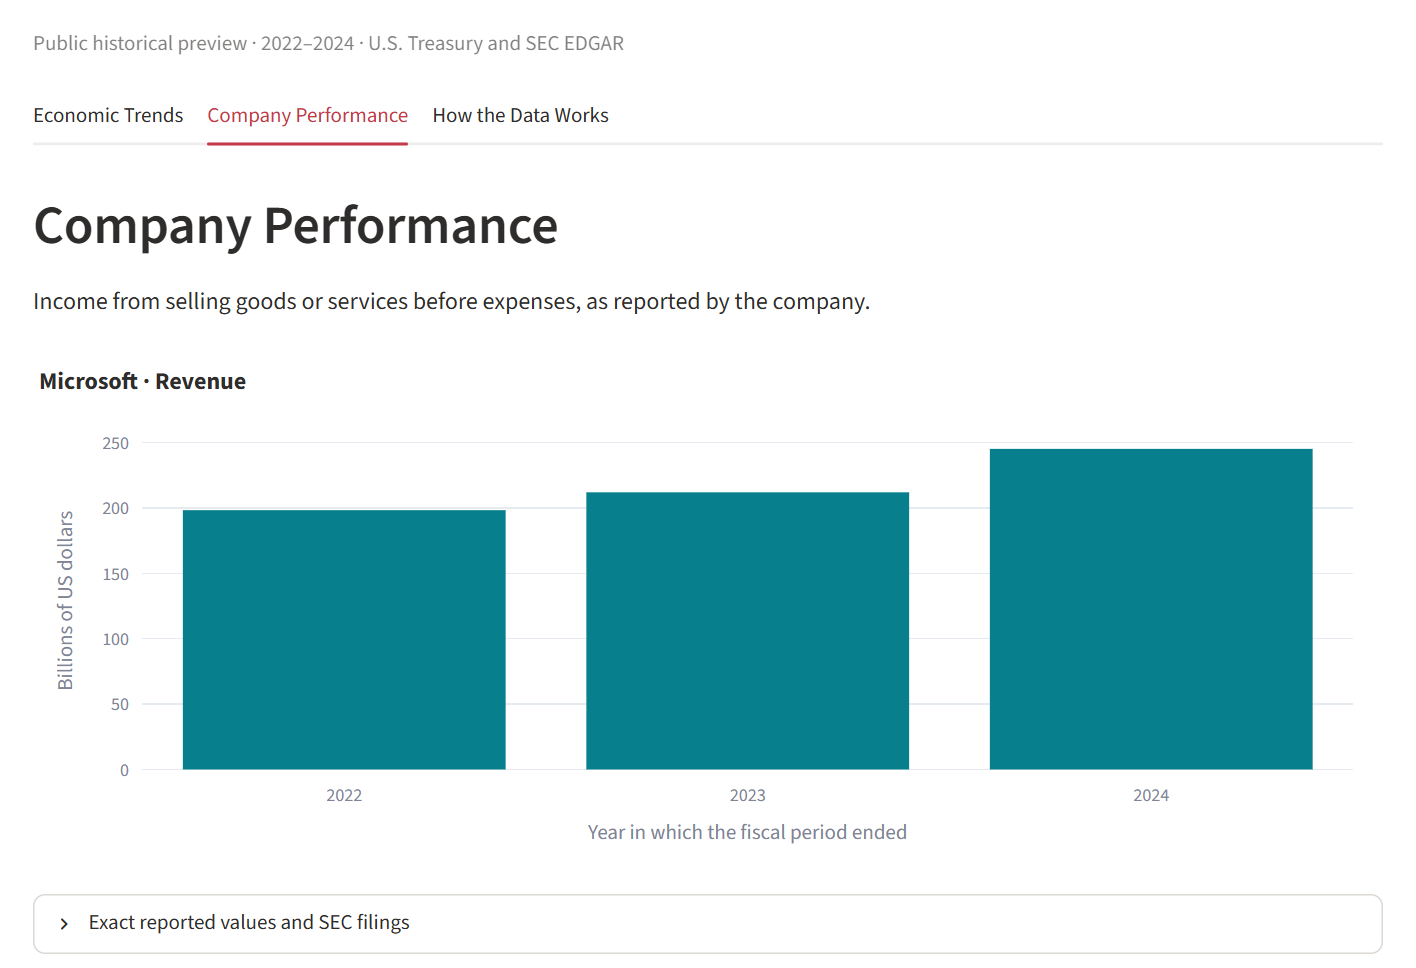 Public historical preview · 2022–2024 · U.S. Treasury and SEC EDGAR
Economic Trends
Company Performance
How the Data Works
Company Performance
Income from selling goods or services before expenses, as reported by the company.
Microsoft · Revenue
250
200
150
100
50
0
Billions of US dollars
2022
2023
2024
Year in which the fiscal period ended
Exact reported values and SEC filings